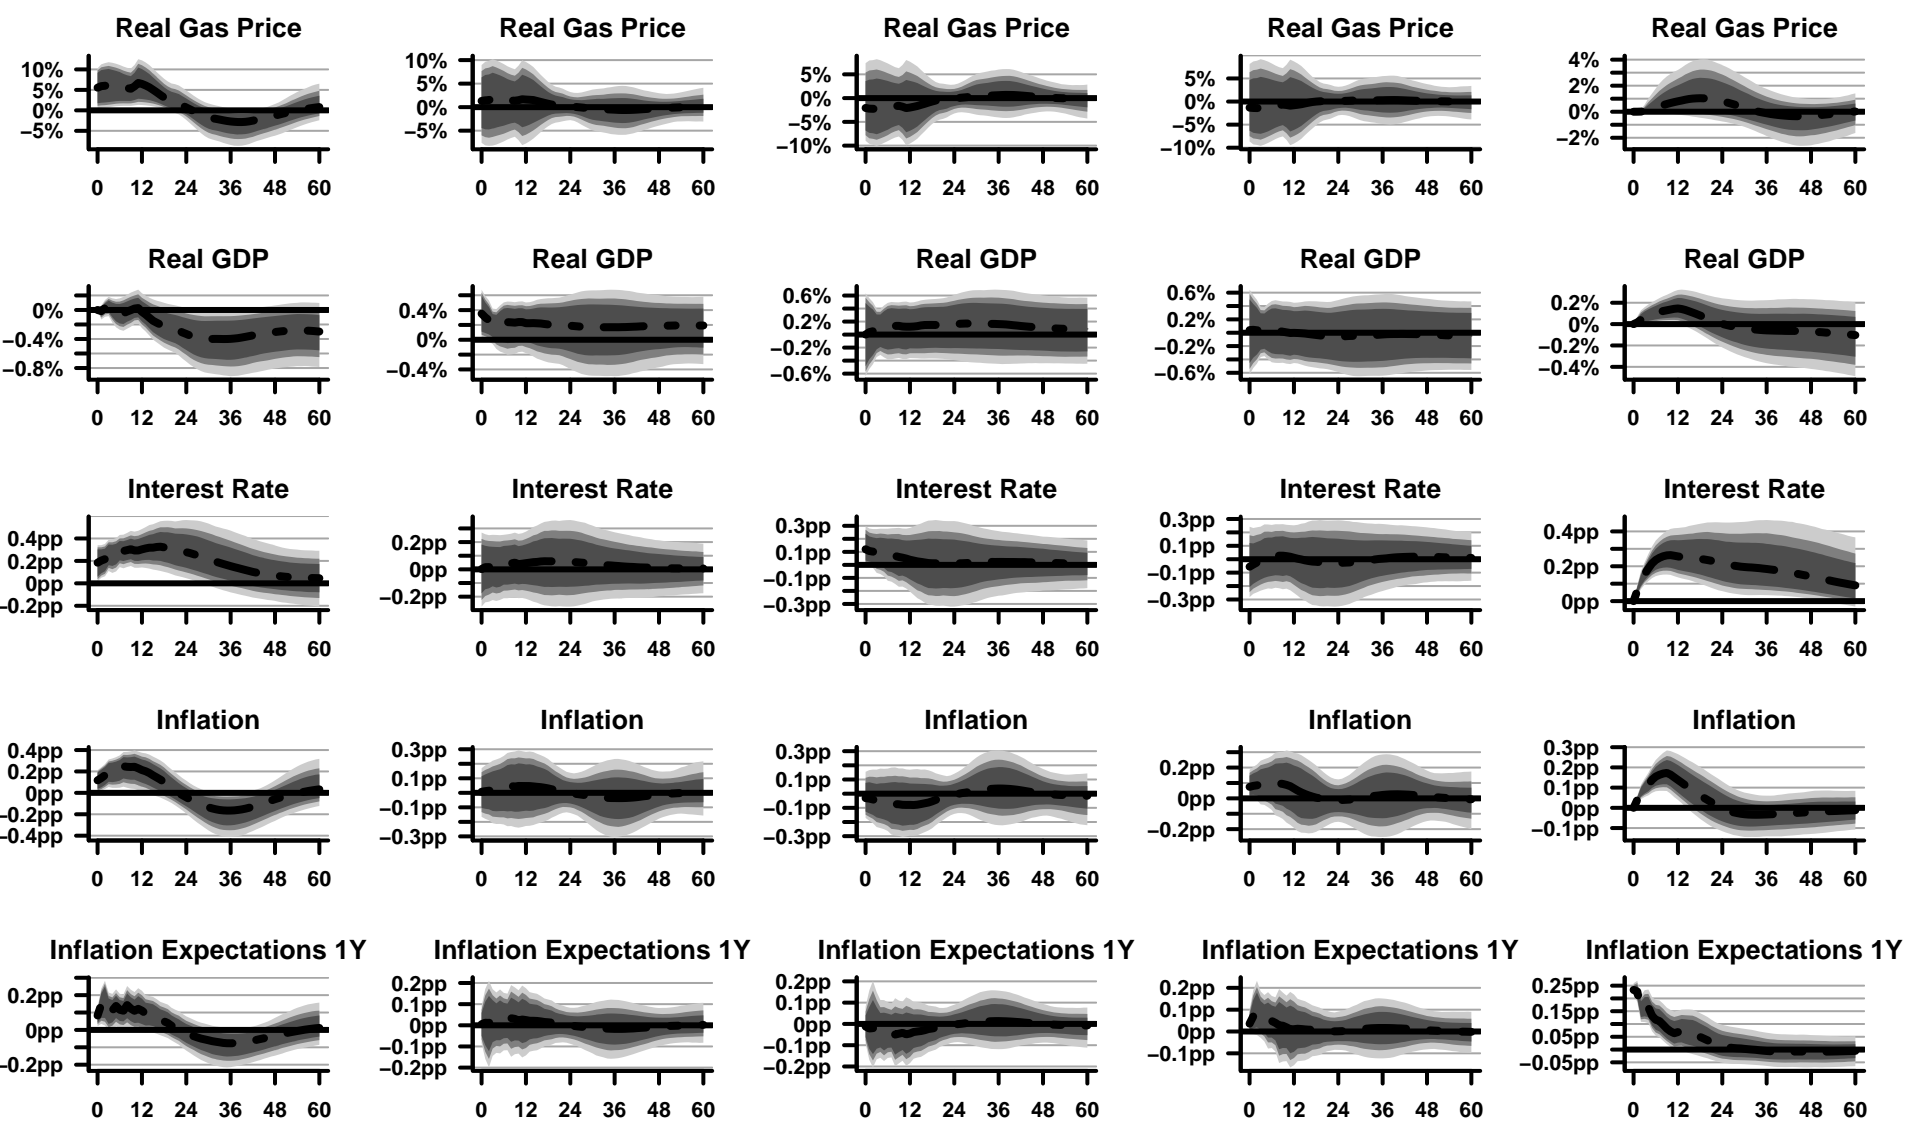 Real Gas Price Real Gas Price Real Gas Price Real Gas Price Real Gas Price
10% 10% 5% 5% 4%
5% 5% 0% 0% 2%
0% 0% −5% −5% 0%
−5% −5% −10% −10% −2%
0 12 24 36 48 60 0 12 24 36 48 60 0 12 24 36 48 60 0 12 24 36 48 60 0 12 24 36 48 60
Real GDP Real GDP Real GDP Real GDP Real GDP
0% 0.4% 0.6% 0.6% 0.2%
−0.4% 0% 0.2% 0.2% 0%
−0.8% −0.4% −0.2% −0.2% −0.2%
−0.6% −0.6% −0.4%
0 12 24 36 48 60 0 12 24 36 48 60 0 12 24 36 48 60 0 12 24 36 48 60 0 12 24 36 48 60
Interest Rate Interest Rate Interest Rate Interest Rate Interest Rate
0.4pp 0.2pp 0.3pp 0.3pp 0.4pp
0.2pp 0pp 0.1pp 0.1pp 0.2pp
0pp −0.2pp −0.1pp −0.1pp 0pp
−0.2pp −0.3pp −0.3pp
0 12 24 36 48 60 0 12 24 36 48 60 0 12 24 36 48 60 0 12 24 36 48 60 0 12 24 36 48 60
Inflation Inflation Inflation Inflation Inflation
0.4pp 0.3pp 0.3pp 0.2pp 0.3pp
0.2pp 0.1pp 0.1pp 0pp 0.2pp
0pp −0.1pp −0.1pp −0.2pp 0.1pp
−0.2pp −0.3pp −0.3pp 0pp
−0.4pp −0.1pp
0 12 24 36 48 60 0 12 24 36 48 60 0 12 24 36 48 60 0 12 24 36 48 60 0 12 24 36 48 60
Inflation Expectations 1Y Inflation Expectations 1Y Inflation Expectations 1Y Inflation Expectations 1Y Inflation Expectations 1Y
0.2pp 0.2pp 0.2pp 0.2pp 0.25pp
0pp 0.1pp 0.1pp 0.1pp 0.15pp
−0.2pp 0pp 0pp 0pp 0.05pp
−0.1pp −0.1pp −0.1pp −0.05pp
−0.2pp −0.2pp
0 12 24 36 48 60 0 12 24 36 48 60 0 12 24 36 48 60 0 12 24 36 48 60 0 12 24 36 48 60